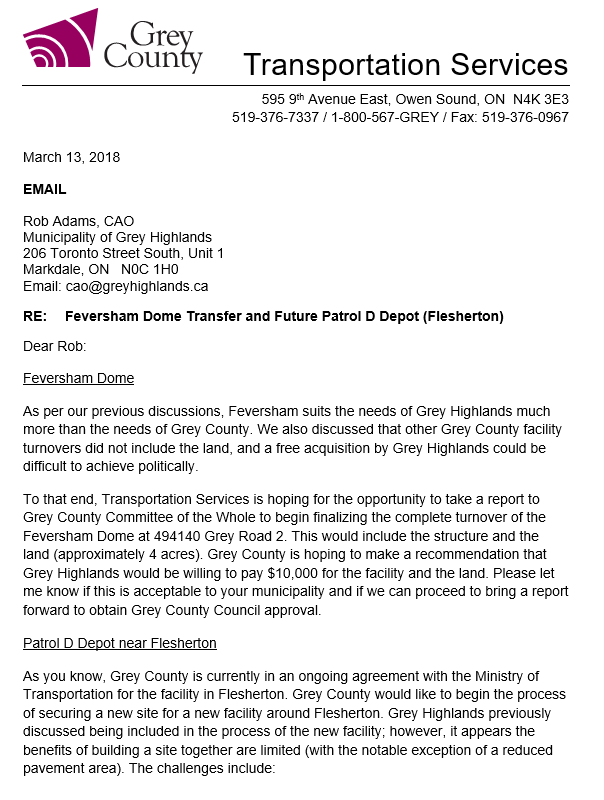 Grey
County
Transportation Services
595 9th Avenue East, Owen Sound, ON  N4K 3E3
519-376-7337 / 1-800-567-GREY / Fax: 519-376-0967
March 13, 2018
EMAIL
Rob Adams, CAO
Municipality of Grey Highlands
206 Toronto Street South, Unit 1
Markdale, ON   N0C 1H0
Email: cao@greyhighlands.ca
RE:    Feversham Dome Transfer and Future Patrol D Depot (Flesherton)
Dear Rob:
Feversham Dome
As per our previous discussions, Feversham suits the needs of Grey Highlands much
more than the needs of Grey County. We also discussed that other Grey County facility
turnovers did not include the land, and a free acquisition by Grey Highlands could be
difficult to achieve politically.
To that end, Transportation Services is hoping for the opportunity to take a report to
Grey County Committee of the Whole to begin finalizing the complete turnover of the
Feversham Dome at 494140 Grey Road 2. This would include the structure and the
land (approximately 4 acres). Grey County is hoping to make a recommendation that
Grey Highlands would be willing to pay $10,000 for the facility and the land. Please let
me know if this is acceptable to your municipality and if we can proceed to bring a report
forward to obtain Grey County Council approval.
Patrol D Depot near Flesherton
As you know, Grey County is currently in an ongoing agreement with the Ministry of
Transportation for the facility in Flesherton. Grey County would like to begin the process
of securing a new site for a new facility around Flesherton. Grey Highlands previously
discussed being included in the process of the new facility; however, it appears the
benefits of building a site together are limited (with the notable exception of a reduced
pavement area). The challenges include: